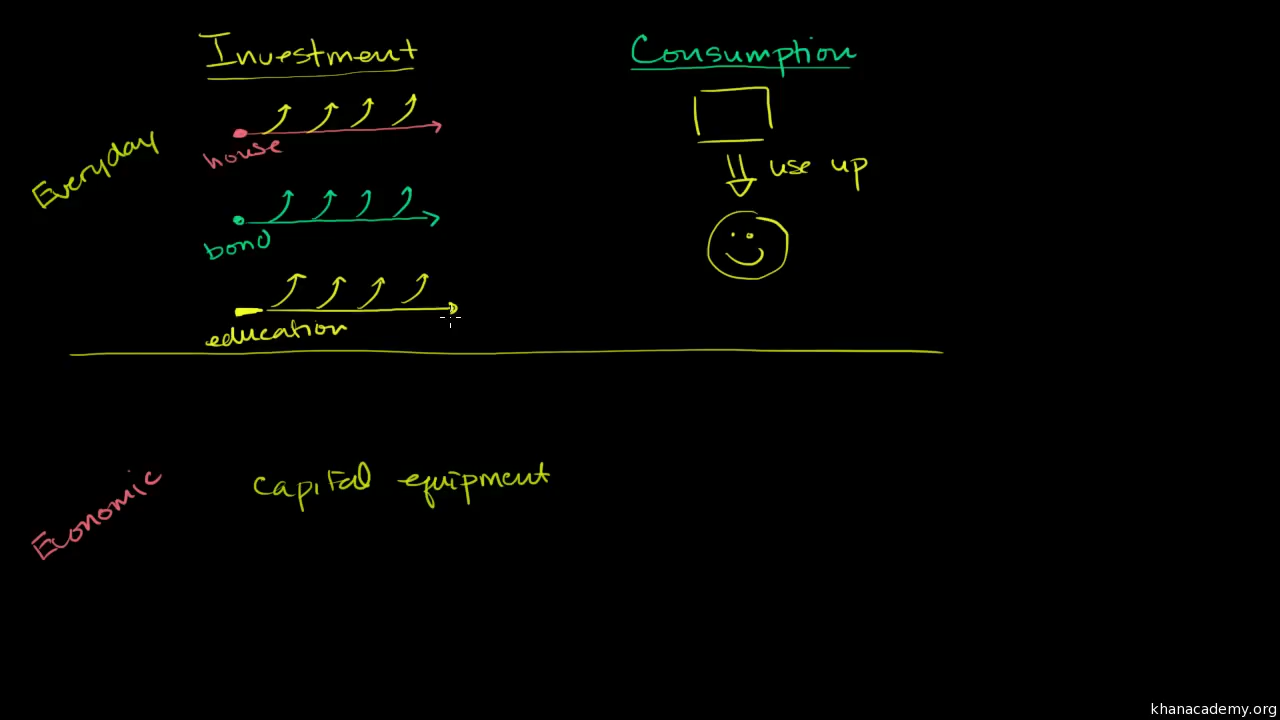 Investment
Consumption
Everyday
house
use up
bond
education
Economic
capital equipment
khanacademy.org